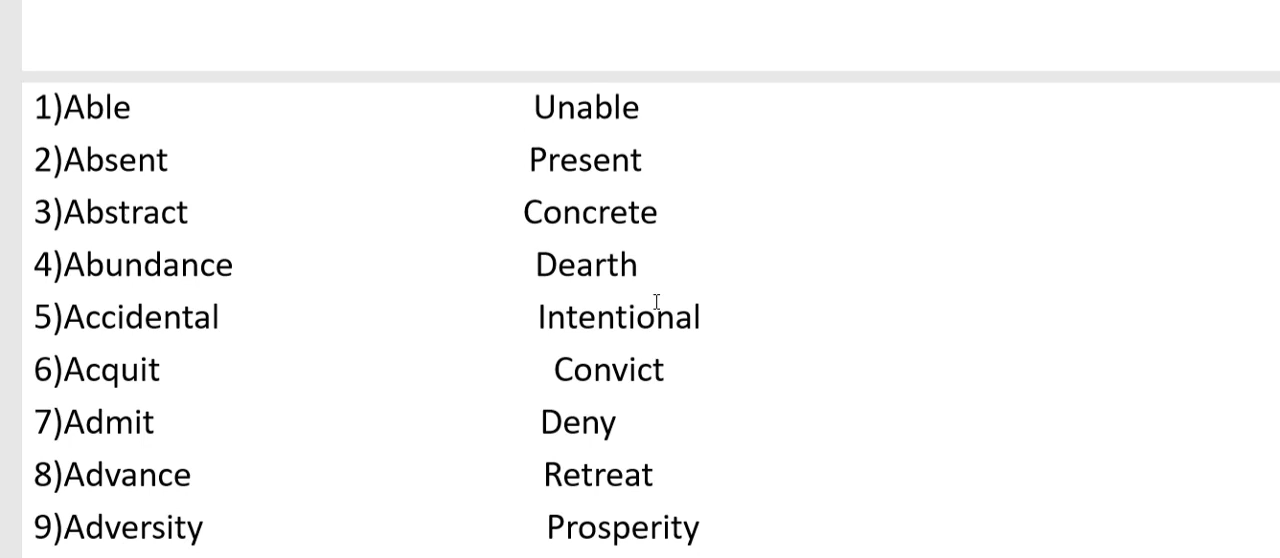 1)Able Unable
2)Absent Present
3)Abstract Concrete
4)Abundance Dearth
5)Accidental Intentional
6)Acquit Convict
7)Admit Deny
8)Advance Retreat
9)Adversity Prosperity